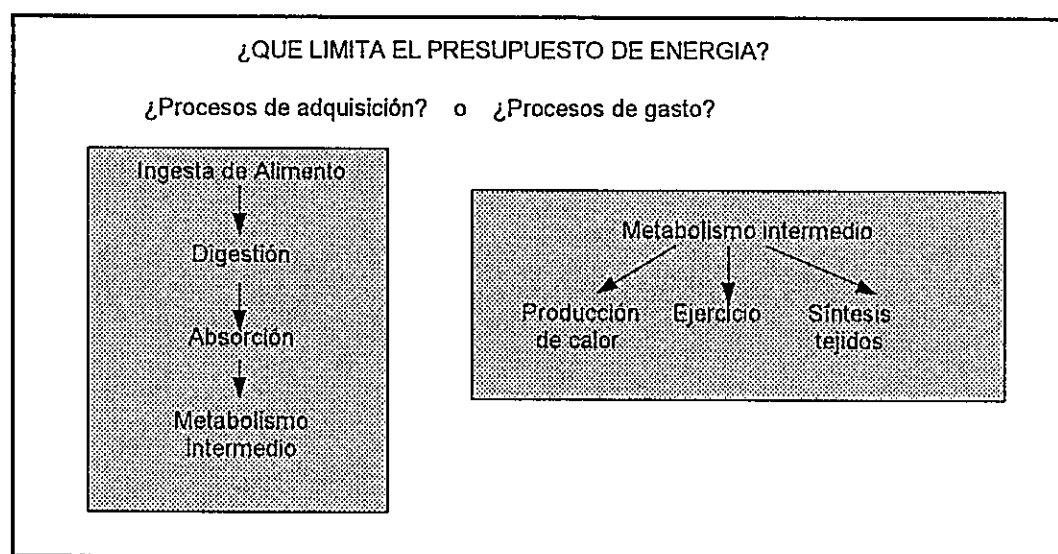 ¿QUE LIMITA EL PRESUPUESTO DE ENERGIA?
¿Procesos de adquisición? o ¿Procesos de gasto?
Ingesta de Alimento
Digestión
Absorción
Metabolismo
Intermedio
Metabolismo intermedio
Producción
de calor
Ejercicio
Síntesis
tejidos